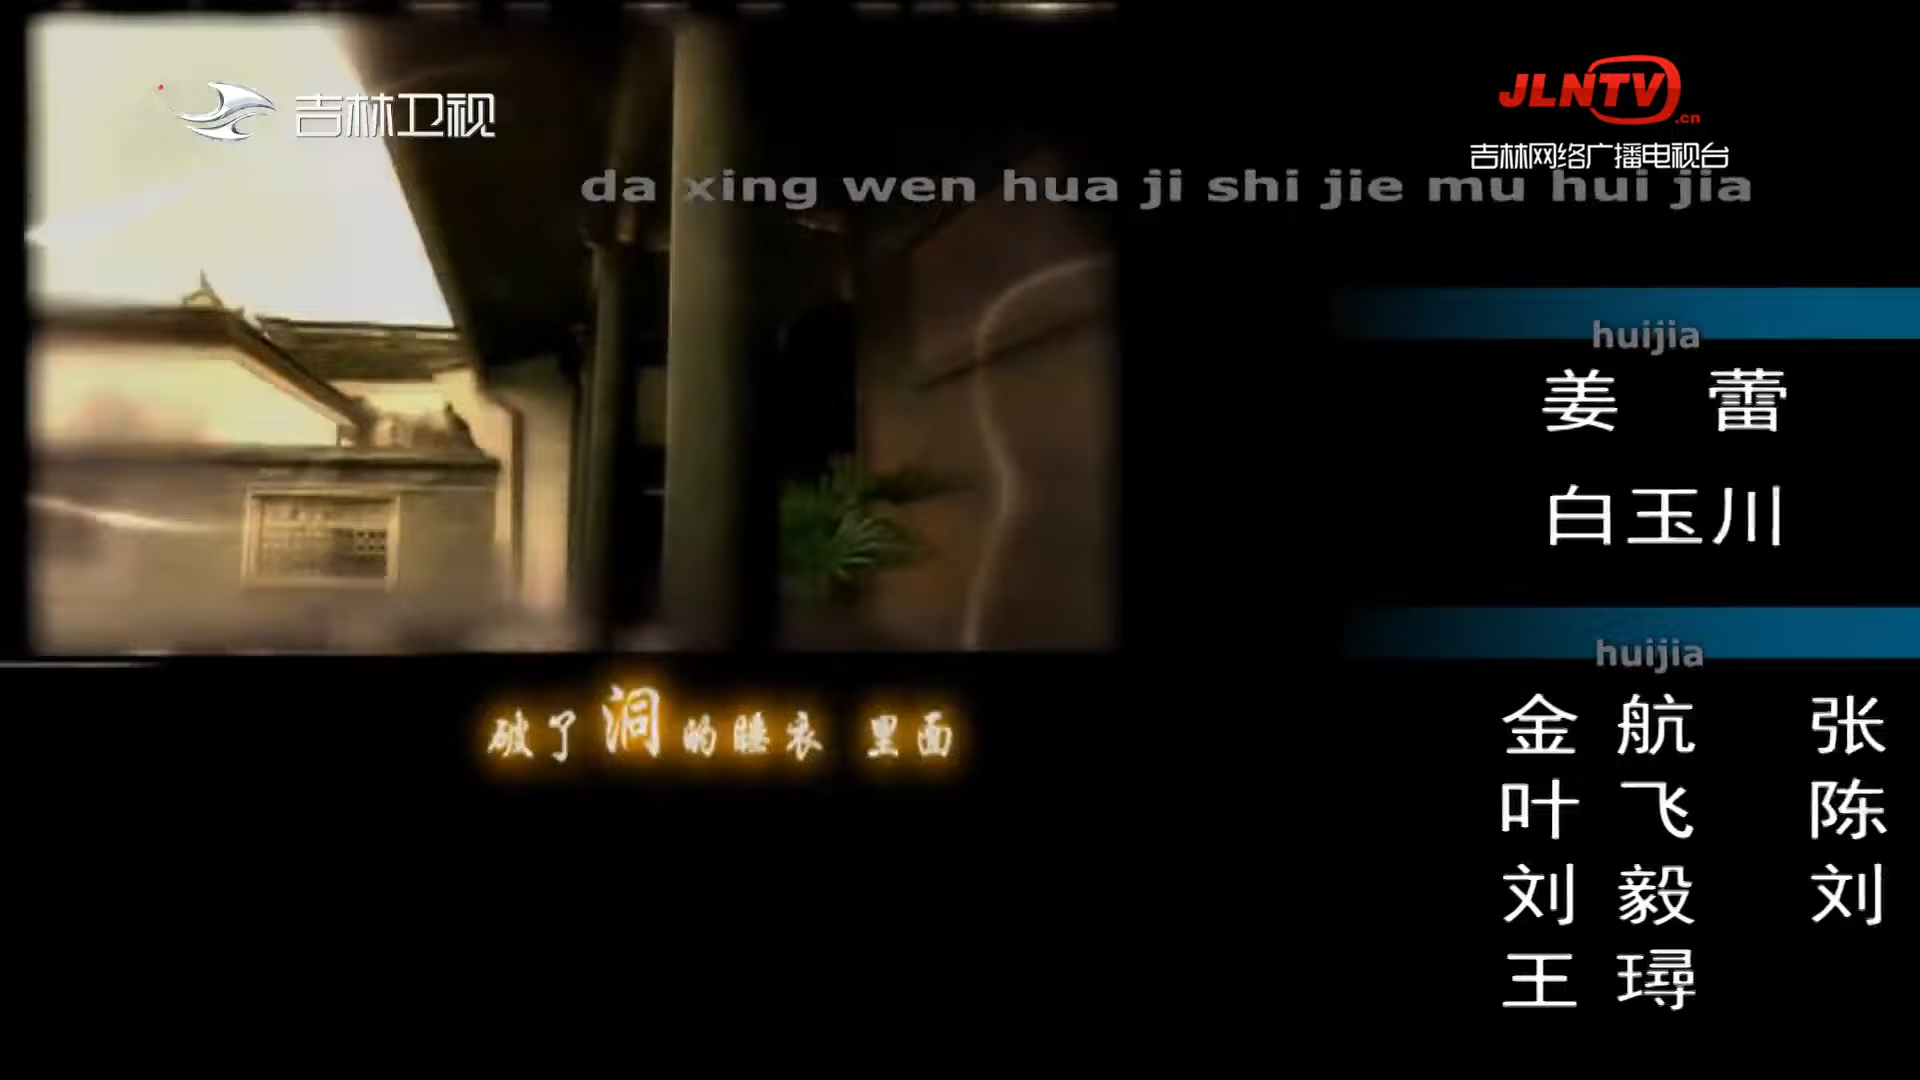 吉林卫视
JLNTV.cn
吉林网络广播电视台
da xing wen hua ji shi jie mu hui jia
huijia
姜 蕾
白玉川
huijia
金 航 张
叶 飞 陈
刘 毅 刘
王 璕
破了洞的睡衣 里面